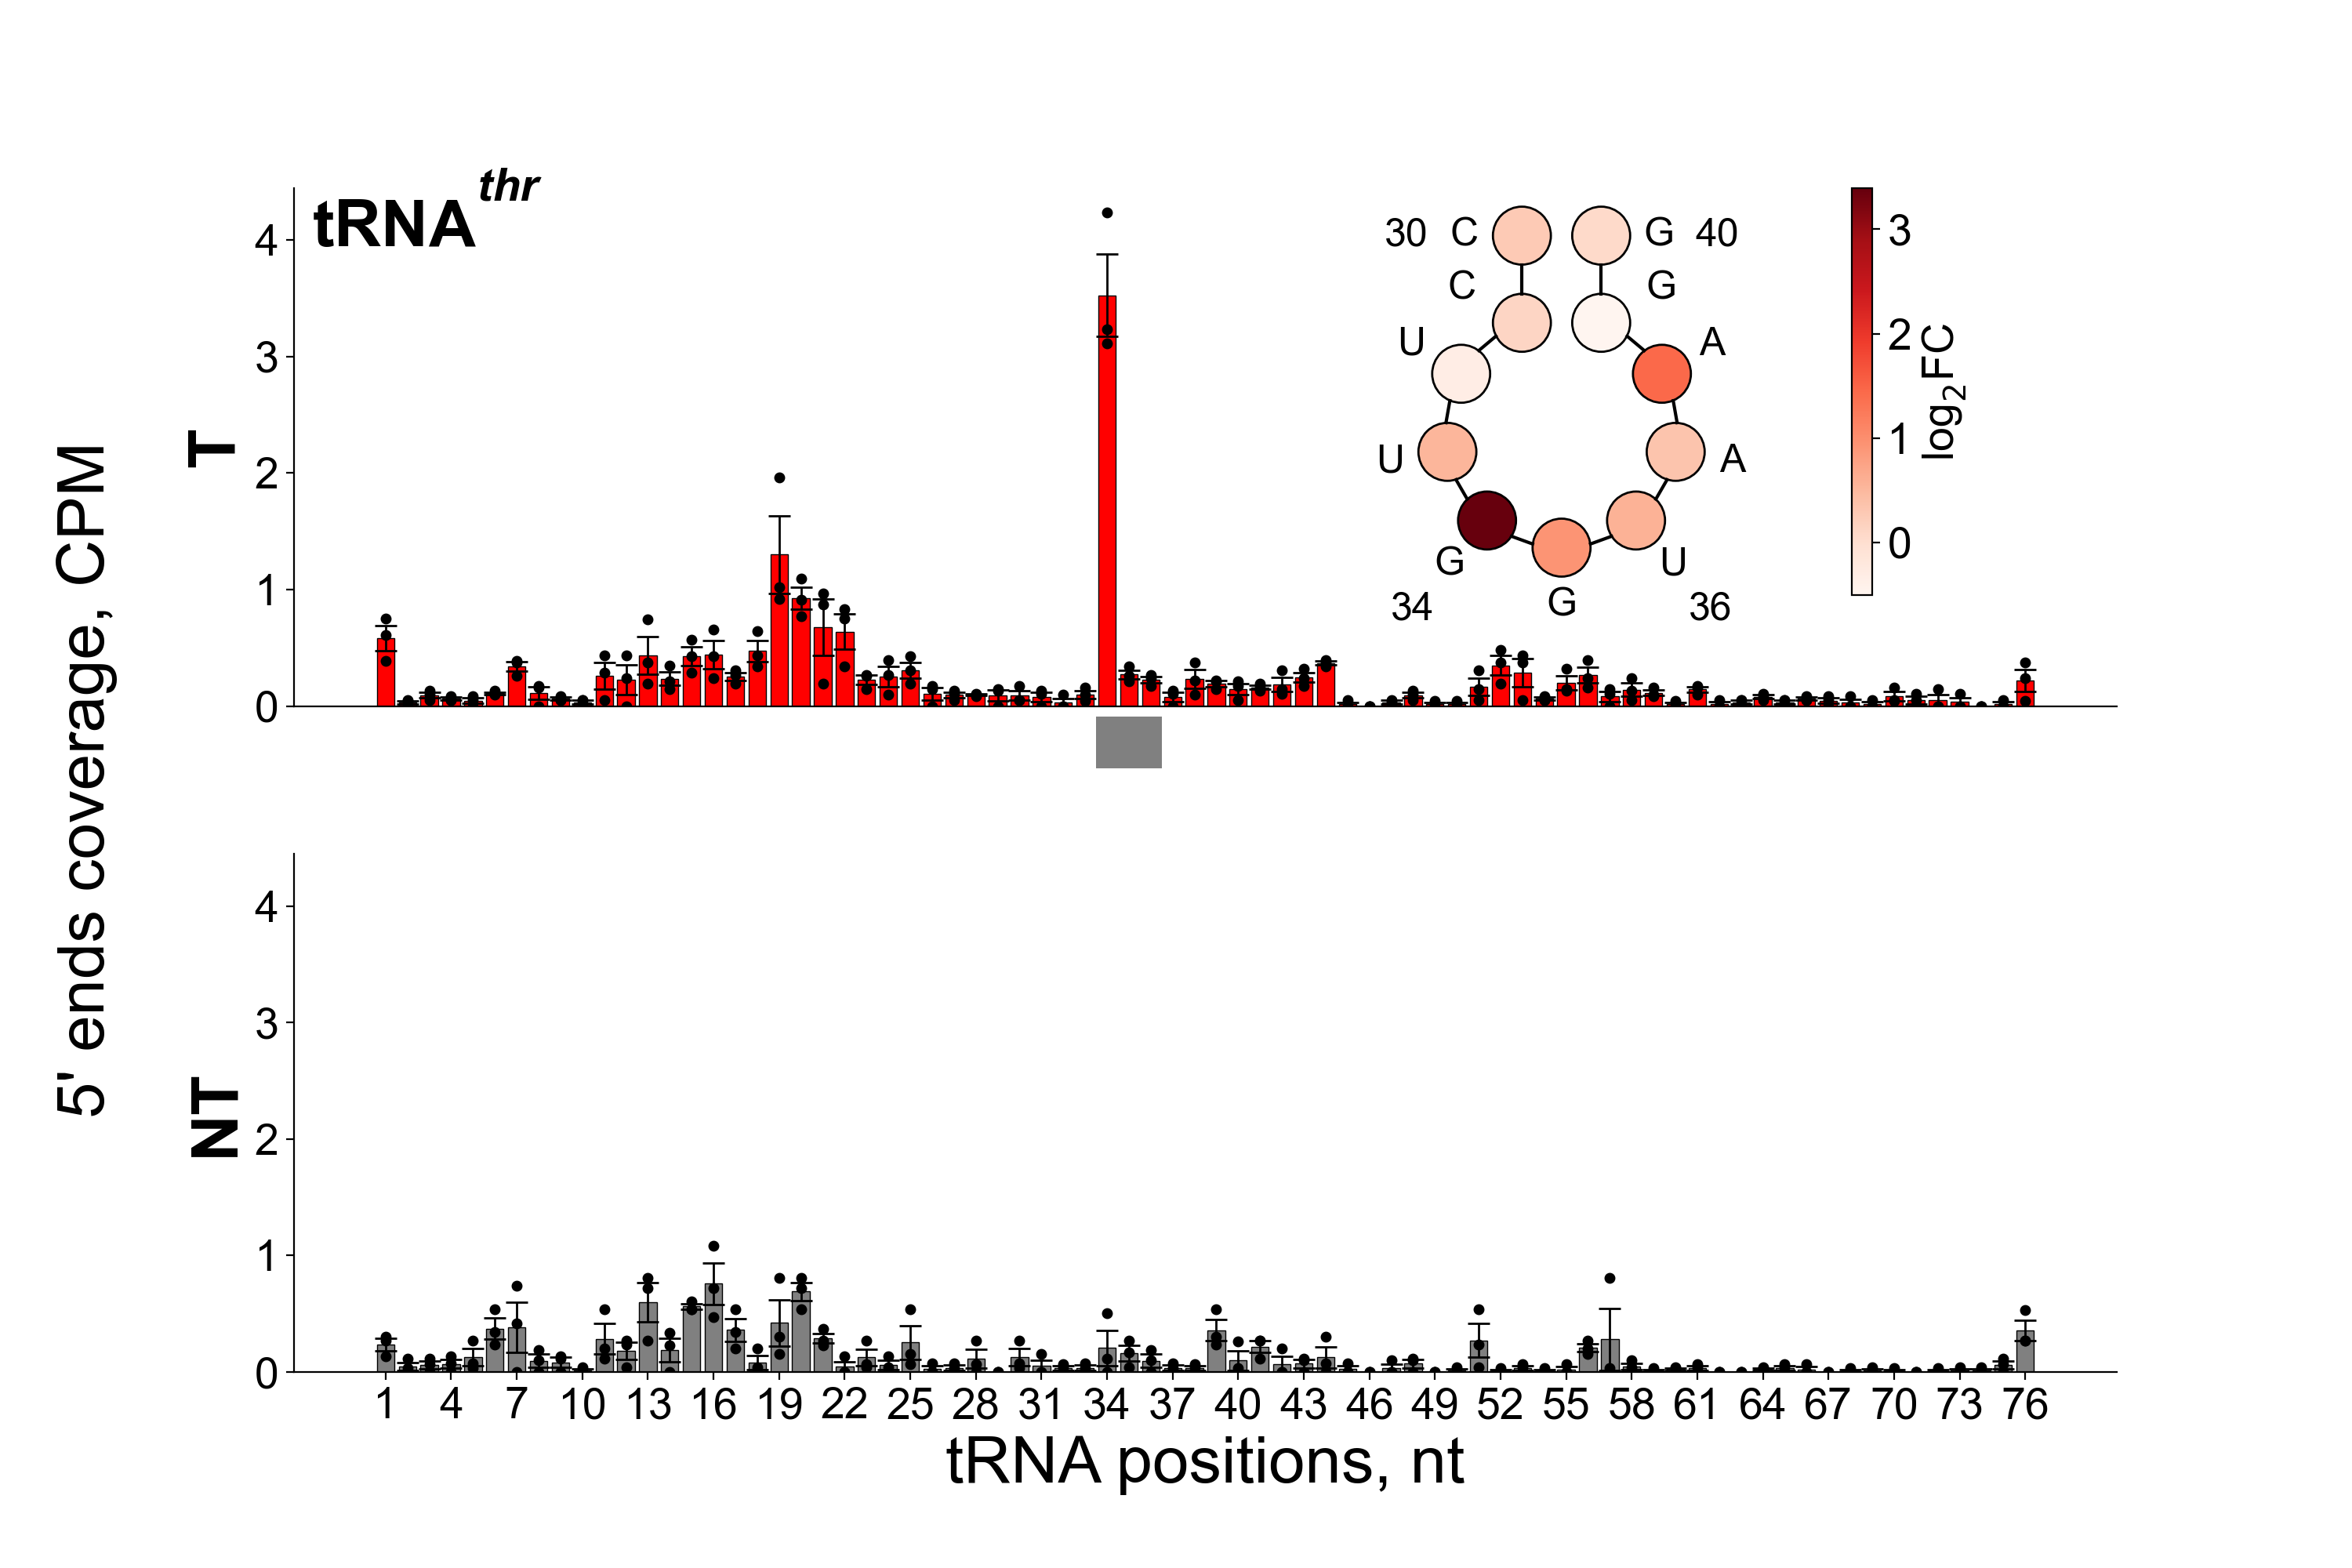 tRNA^thr
5' ends coverage, CPM
T
4
3
2
1
0
30 C G 40
C G
U A
U A
G U
34 G 36
3
2
1
0
log₂FC
NT
4
3
2
1
0
1 4 7 10 13 16 19 22 25 28 31 34 37 40 43 46 49 52 55 58 61 64 67 70 73 76
tRNA positions, nt